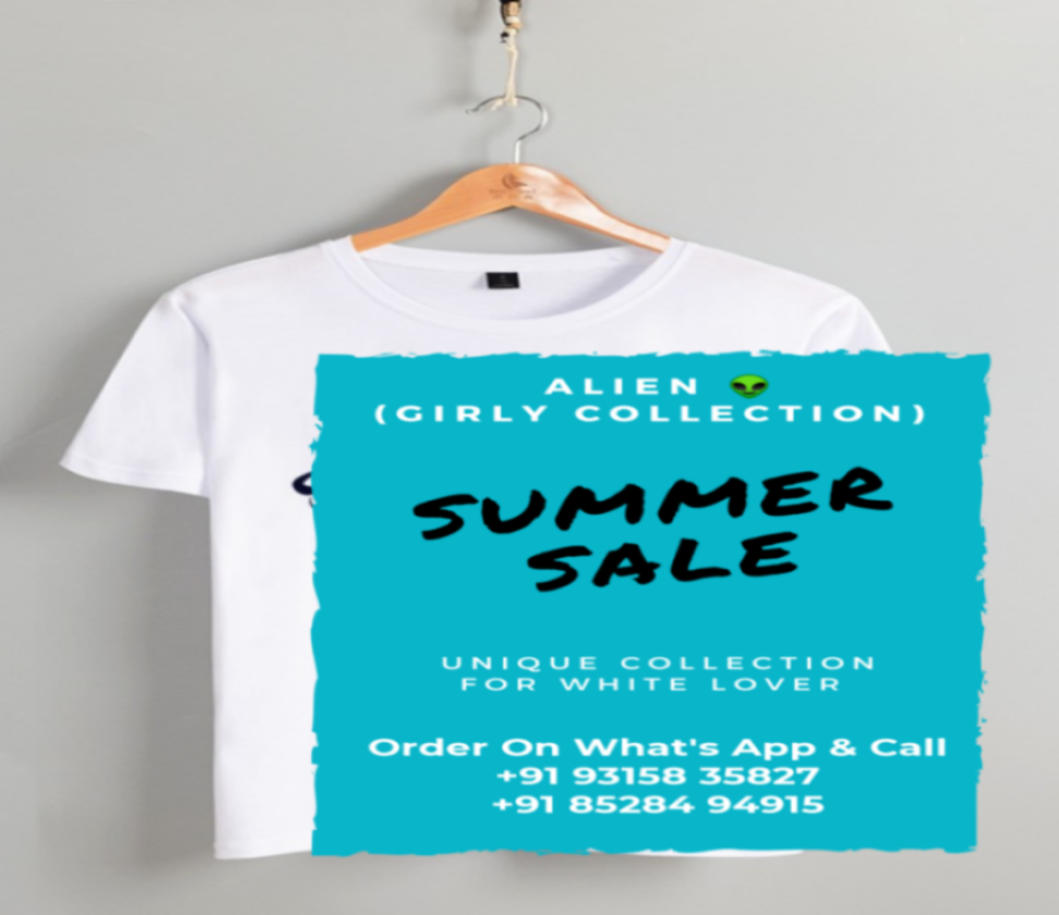 ALIEN 👽
(GIRLY COLLECTION)
SUMMER
SALE
UNIQUE COLLECTION
FOR WHITE LOVER
Order On What's App & Call
+91 93158 35827
+91 85284 94915